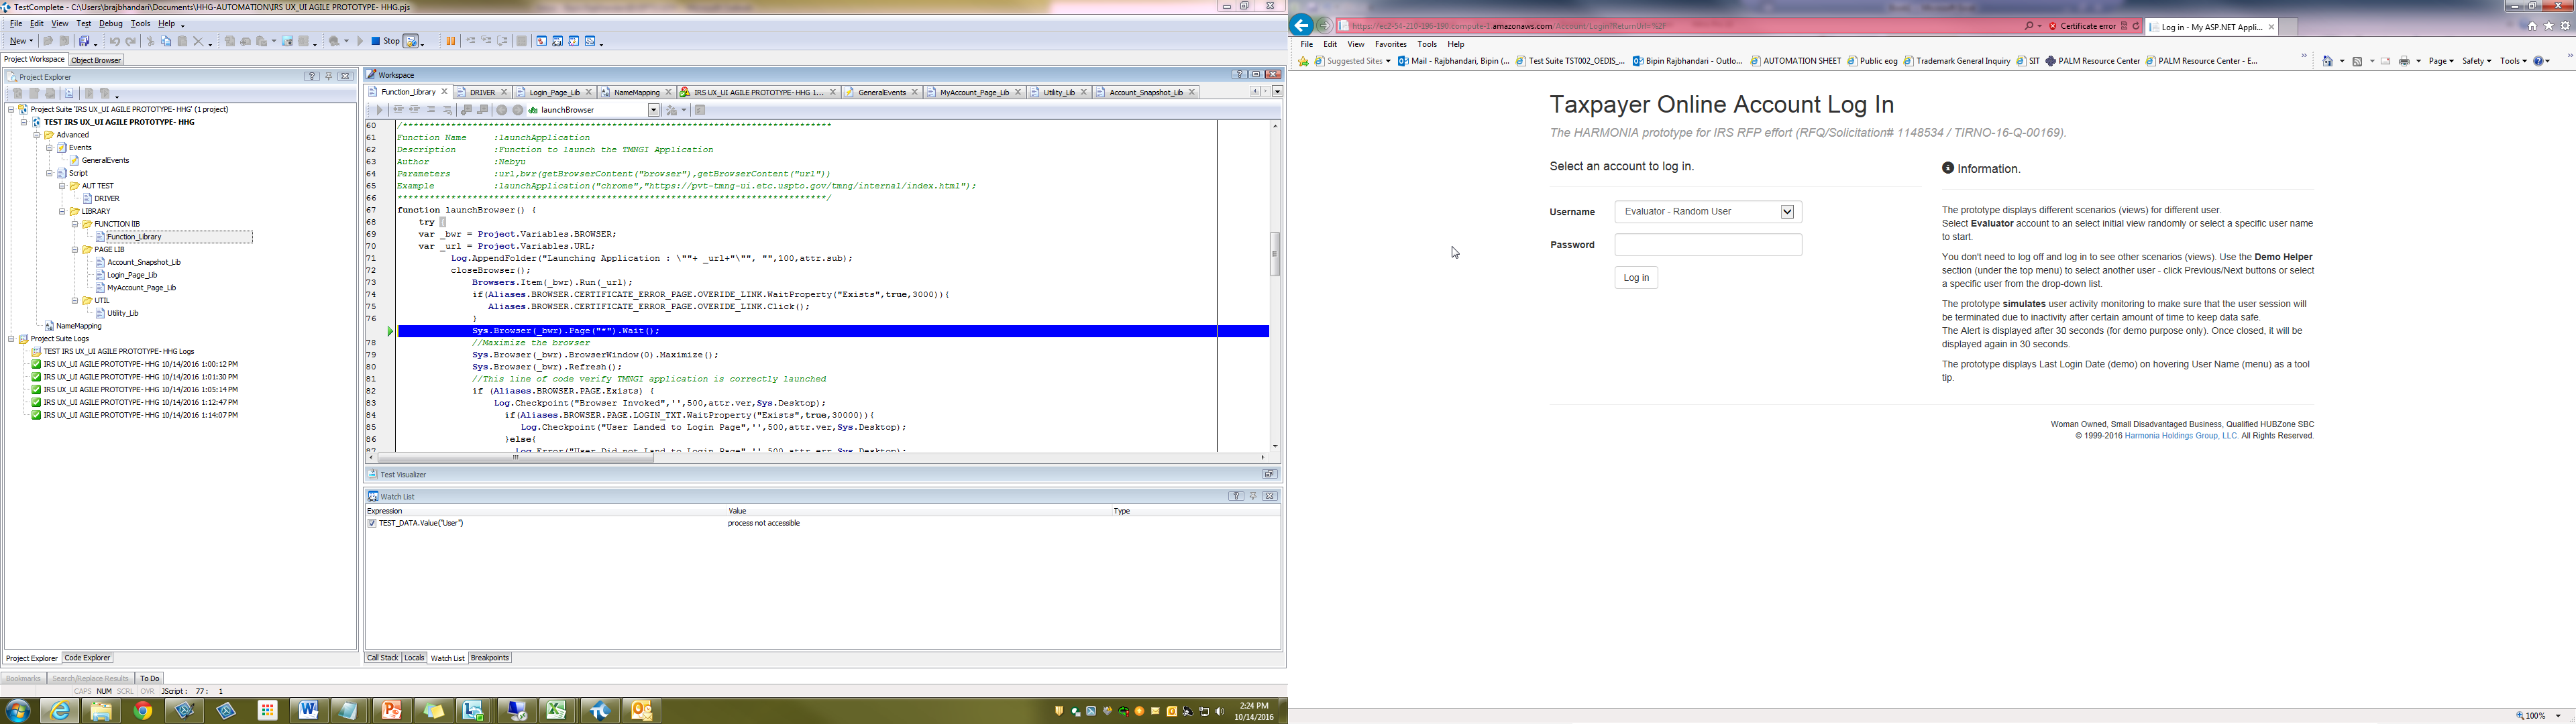 TestComplete - C:\Users\brajbhandari\Documents\HHG-AUTOMATION\IRS UX_UI AGILE PROTOTYPE- HHG.pjs
File Edit View Test Debug Tools Help
New Stop
Project Workspace Object Browser
Project Explorer
Project Suite 'IRS UX_UI AGILE PROTOTYPE- HHG' (1 project)
TEST IRS UX_UI AGILE PROTOTYPE- HHG
Advanced
Events
GeneralEvents
Script
AUT TEST
DRIVER
LIBRARY
FUNCTION lIB
Function_Library
PAGE LIB
Account_Snapshot_Lib
Login_Page_Lib
MyAccount_Page_Lib
UTIL
Utility_Lib
NameMapping
Project Suite Logs
TEST IRS UX_UI AGILE PROTOTYPE- HHG Logs
IRS UX_UI AGILE PROTOTYPE- HHG 10/14/2016 1:00:12 PM
IRS UX_UI AGILE PROTOTYPE- HHG 10/14/2016 1:01:30 PM
IRS UX_UI AGILE PROTOTYPE- HHG 10/14/2016 1:05:14 PM
IRS UX_UI AGILE PROTOTYPE- HHG 10/14/2016 1:12:47 PM
IRS UX_UI AGILE PROTOTYPE- HHG 10/14/2016 1:14:07 PM
Project Explorer Code Explorer
Workspace
Function_Library DRIVER Login_Page_Lib NameMapping IRS UX_UI AGILE PROTOTYPE- HHG 1... GeneralEvents MyAccount_Page_Lib Utility_Lib Account_Snapshot_Lib
launchBrowser
60 /************************************************************************************
61 Function Name :launchApplication
62 Description :Function to launch the TMNGI Application
63 Author :Nebyu
64 Parameters :url,bwr(getBrowserContent("browser"),getBrowserContent("url"))
65 Example :launchApplication("chrome","https://pvt-tmng-ui.etc.uspto.gov/tmng/internal/index.html");
66 ************************************************************************************/
67 function launchBrowser() {
68 try {
69 var _bwr = Project.Variables.BROWSER;
70 var _url = Project.Variables.URL;
71 Log.AppendFolder("Launching Application : \""+ _url+"\"", "",100,attr.sub);
72 closeBrowser();
73 Browsers.Item(_bwr).Run(_url);
74 if(Aliases.BROWSER.CERTIFICATE_ERROR_PAGE.OVERIDE_LINK.WaitProperty("Exists",true,3000)){
75 Aliases.BROWSER.CERTIFICATE_ERROR_PAGE.OVERIDE_LINK.Click();
76 }
Sys.Browser(_bwr).Page("*").Wait();
78 //Maximize the browser
79 Sys.Browser(_bwr).BrowserWindow(0).Maximize();
80 Sys.Browser(_bwr).Refresh();
81 //This line of code verify TMNGI application is correctly launched
82 if (Aliases.BROWSER.PAGE.Exists) {
83 Log.Checkpoint("Browser Invoked",'',500,attr.ver,Sys.Desktop);
84 if(Aliases.BROWSER.PAGE.LOGIN_TXT.WaitProperty("Exists",true,30000)){
85 Log.Checkpoint("User Landed to Login Page",'',500,attr.ver,Sys.Desktop);
86 }else{
87 Log.Error("User Did not Land to Login Page",'',500,attr.err,Sys.Desktop);
Test Visualizer
Watch List
Expression Value Type
TEST_DATA.Value("User") process not accessible
Call Stack Locals Watch List Breakpoints
Bookmarks Search/Replace Results To Do
CAPS NUM SCRL OVR JScript : 77 : 1
2:24 PM
10/14/2016
amazonaws.com/Account/Login?ReturnUrl=%2F Certificate error Log in - My ASP.NET Appli...
File Edit View Favorites Tools Help
Suggested Sites Mail - Rajbhandari, Bipin (... Test Suite TST002_OEDIS_... Bipin Rajbhandari - Outlo... AUTOMATION SHEET Public eog Trademark General Inquiry SIT PALM Resource Center PALM Resource Center - E... Page Safety Tools
Taxpayer Online Account Log In
The HARMONIA prototype for IRS RFP effort (RFQ/Solicitation# 1148534 / TIRNO-16-Q-00169).
Select an account to log in.
Username Evaluator - Random User
Password
Log in
Information.
The prototype displays different scenarios (views) for different user.
Select Evaluator account to an select initial view randomly or select a specific user name
to start.
You don't need to log off and log in to see other scenarios (views). Use the Demo Helper
section (under the top menu) to select another user - click Previous/Next buttons or select
a specific user from the drop-down list.
The prototype simulates user activity monitoring to make sure that the user session will
be terminated due to inactivity after certain amount of time to keep data safe.
The Alert is displayed after 30 seconds (for demo purpose only). Once closed, it will be
displayed again in 30 seconds.
The prototype displays Last Login Date (demo) on hovering User Name (menu) as a tool
tip.
Woman Owned, Small Disadvantaged Business, Qualified HUBZone SBC
© 1999-2016 Harmonia Holdings Group, LLC. All Rights Reserved.
100%